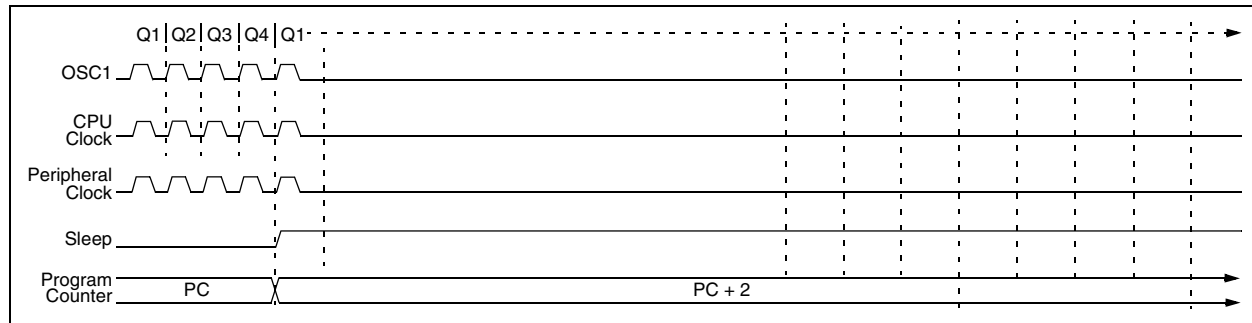 Q1 Q2 Q3 Q4 Q1
OSC1
CPU
Clock
Peripheral
Clock
Sleep
Program
Counter
PC
PC + 2